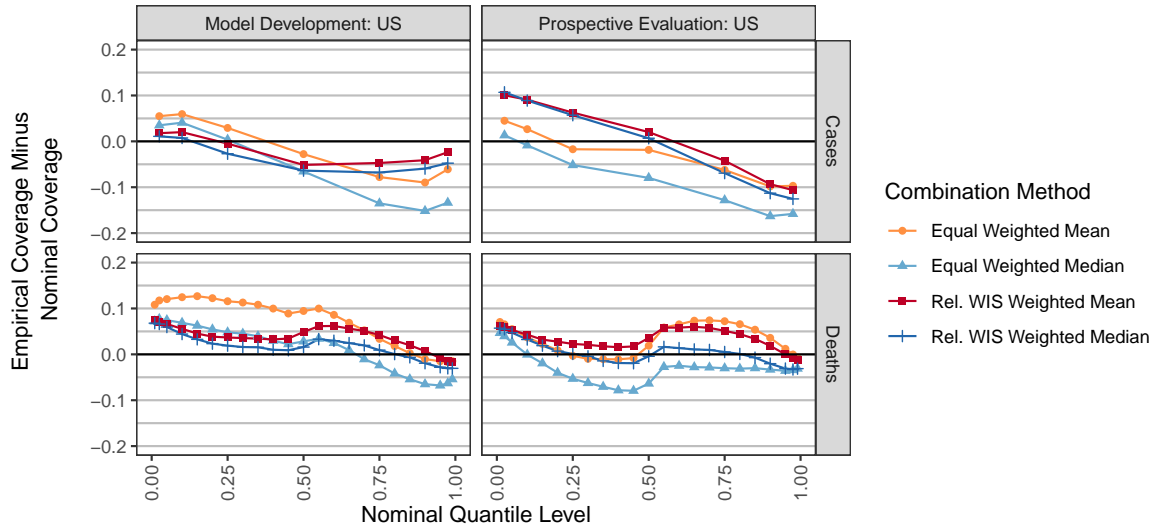 Model Development: US
Prospective Evaluation: US
0.2
0.1
0.0
−0.1
−0.2
Cases
0.2
0.1
0.0
−0.1
−0.2
Deaths
0.00
0.25
0.50
0.75
1.00
0.00
0.25
0.50
0.75
1.00
Nominal Quantile Level
Empirical Coverage Minus
Nominal Coverage
Combination Method
Equal Weighted Mean
Equal Weighted Median
Rel. WIS Weighted Mean
Rel. WIS Weighted Median